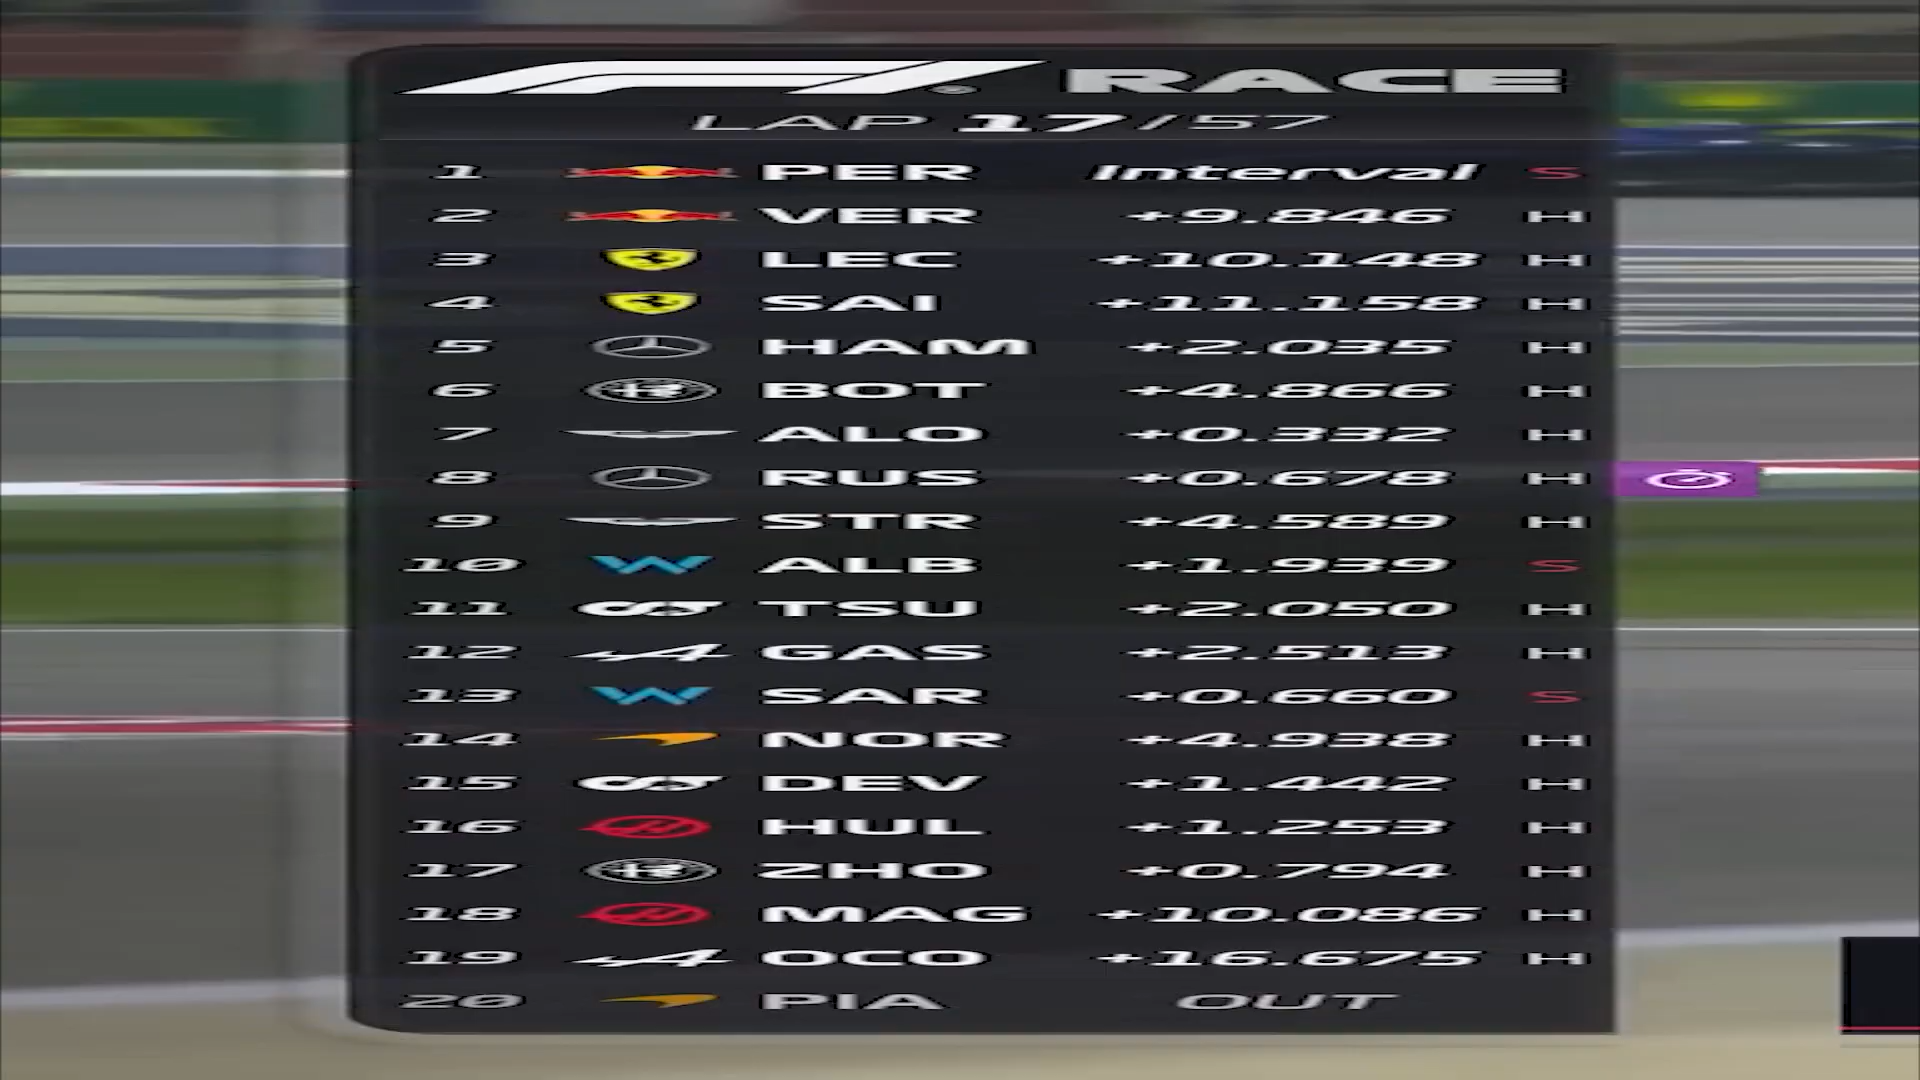 F1 RACE
LAP 17/57
1 PER Interval S
2 VER +9.846 H
3 LEC +10.148 H
4 SAI +11.158 H
5 HAM +2.035 H
6 BOT +4.866 H
7 ALO +0.332 H
8 RUS +0.678 H
9 STR +4.589 H
10 ALB +1.939 S
11 TSU +2.050 H
12 GAS +2.513 H
13 SAR +0.660 S
14 NOR +4.938 H
15 DEV +1.442 H
16 HUL +1.253 H
17 ZHO +0.794 H
18 MAG +10.086 H
19 OCO +16.675 H
20 PIA OUT